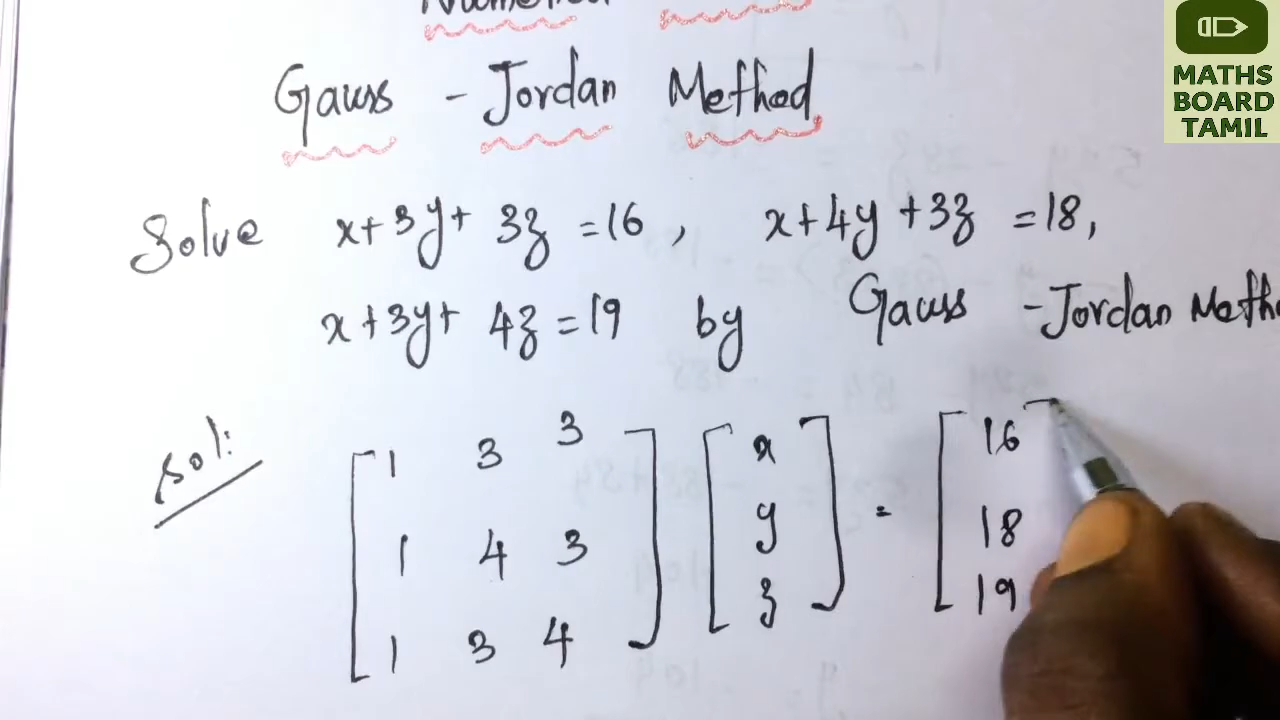 Gauss - Jordan Method
Solve x+3y+ 3z =16 , x+4y +3z =18,
x+3y+ 4z =19 by Gauss -Jordan Meth
Sol:
[1 3 3] [x] = [16]
[1 4 3] [y] [18]
[1 3 4] [z] [19]
MATHS
BOARD
TAMIL